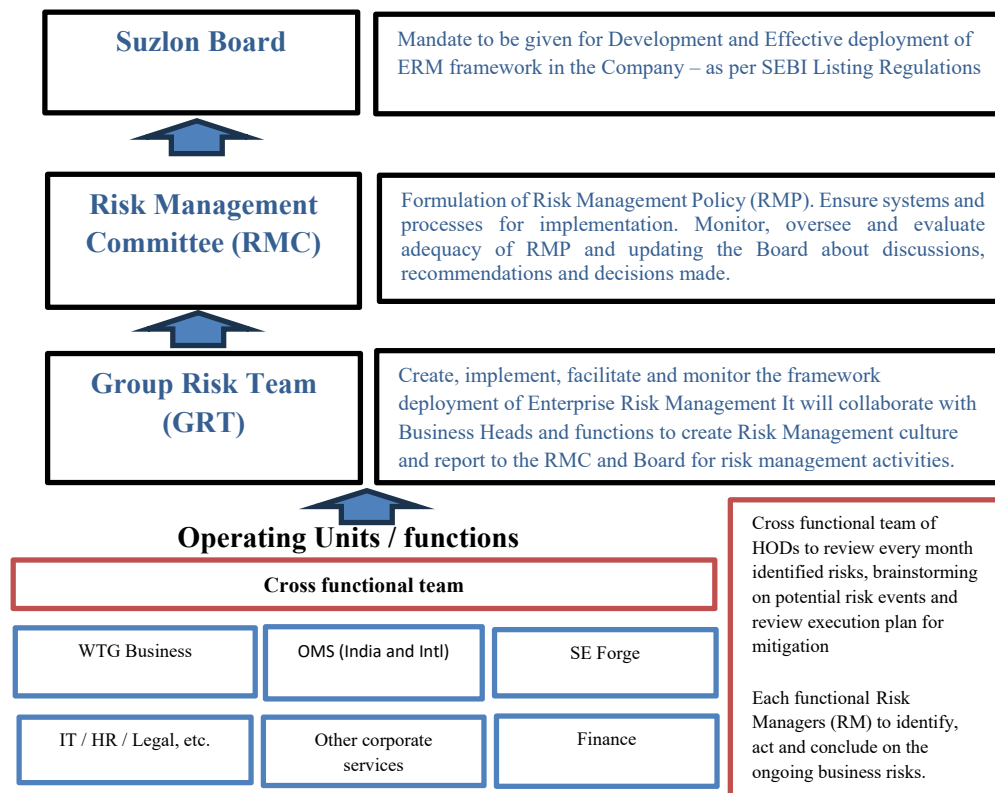 Suzlon Board
Mandate to be given for Development and Effective deployment of
ERM framework in the Company – as per SEBI Listing Regulations
Risk Management
Committee (RMC)
Formulation of Risk Management Policy (RMP). Ensure systems and
processes for implementation. Monitor, oversee and evaluate
adequacy of RMP and updating the Board about discussions,
recommendations and decisions made.
Group Risk Team
(GRT)
Create, implement, facilitate and monitor the framework
deployment of Enterprise Risk Management It will collaborate with
Business Heads and functions to create Risk Management culture
and report to the RMC and Board for risk management activities.
Operating Units / functions
Cross functional team
WTG Business
OMS (India and Intl)
SE Forge
IT / HR / Legal, etc.
Other corporate
services
Finance
Cross functional team of
HODs to review every month
identified risks, brainstorming
on potential risk events and
review execution plan for
mitigation
Each functional Risk
Managers (RM) to identify,
act and conclude on the
ongoing business risks.